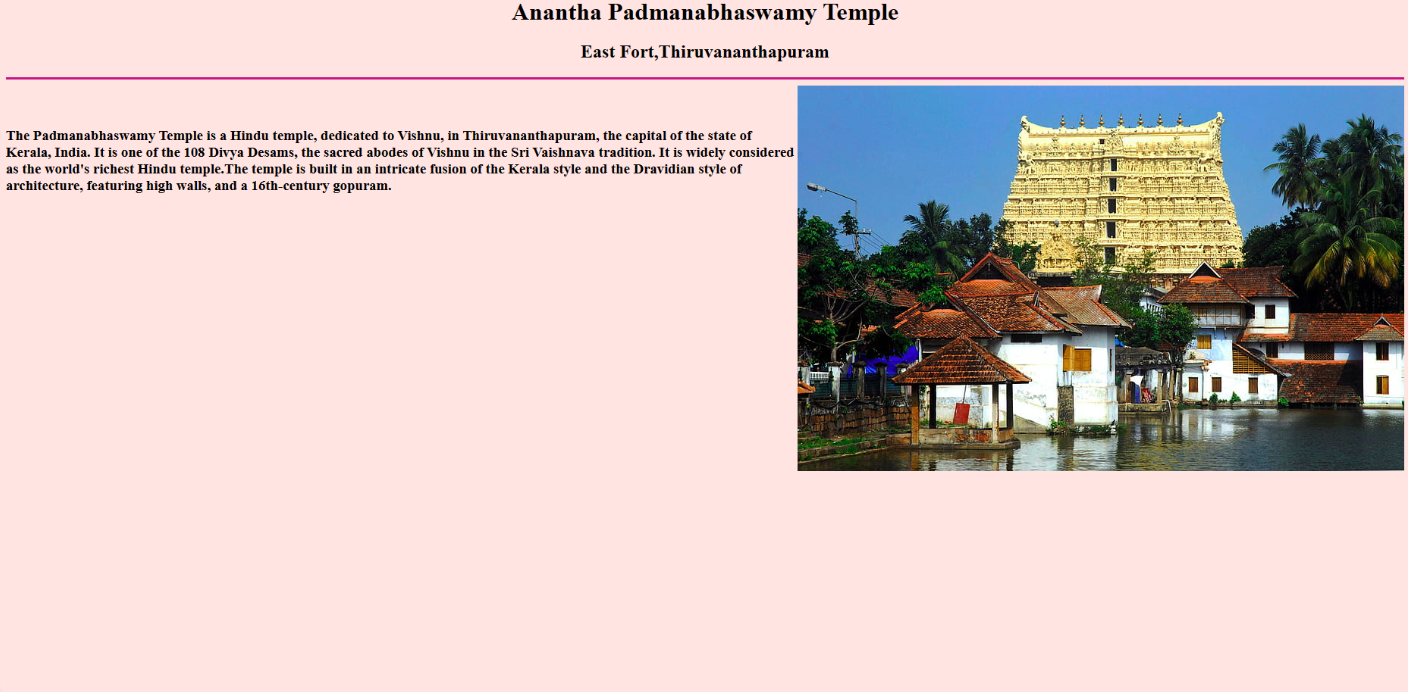 Anantha Padmanabhaswamy Temple
East Fort,Thiruvananthapuram
The Padmanabhaswamy Temple is a Hindu temple, dedicated to Vishnu, in Thiruvananthapuram, the capital of the state of
Kerala, India. It is one of the 108 Divya Desams, the sacred abodes of Vishnu in the Sri Vaishnava tradition. It is widely considered
as the world's richest Hindu temple.The temple is built in an intricate fusion of the Kerala style and the Dravidian style of
architecture, featuring high walls, and a 16th-century gopuram.